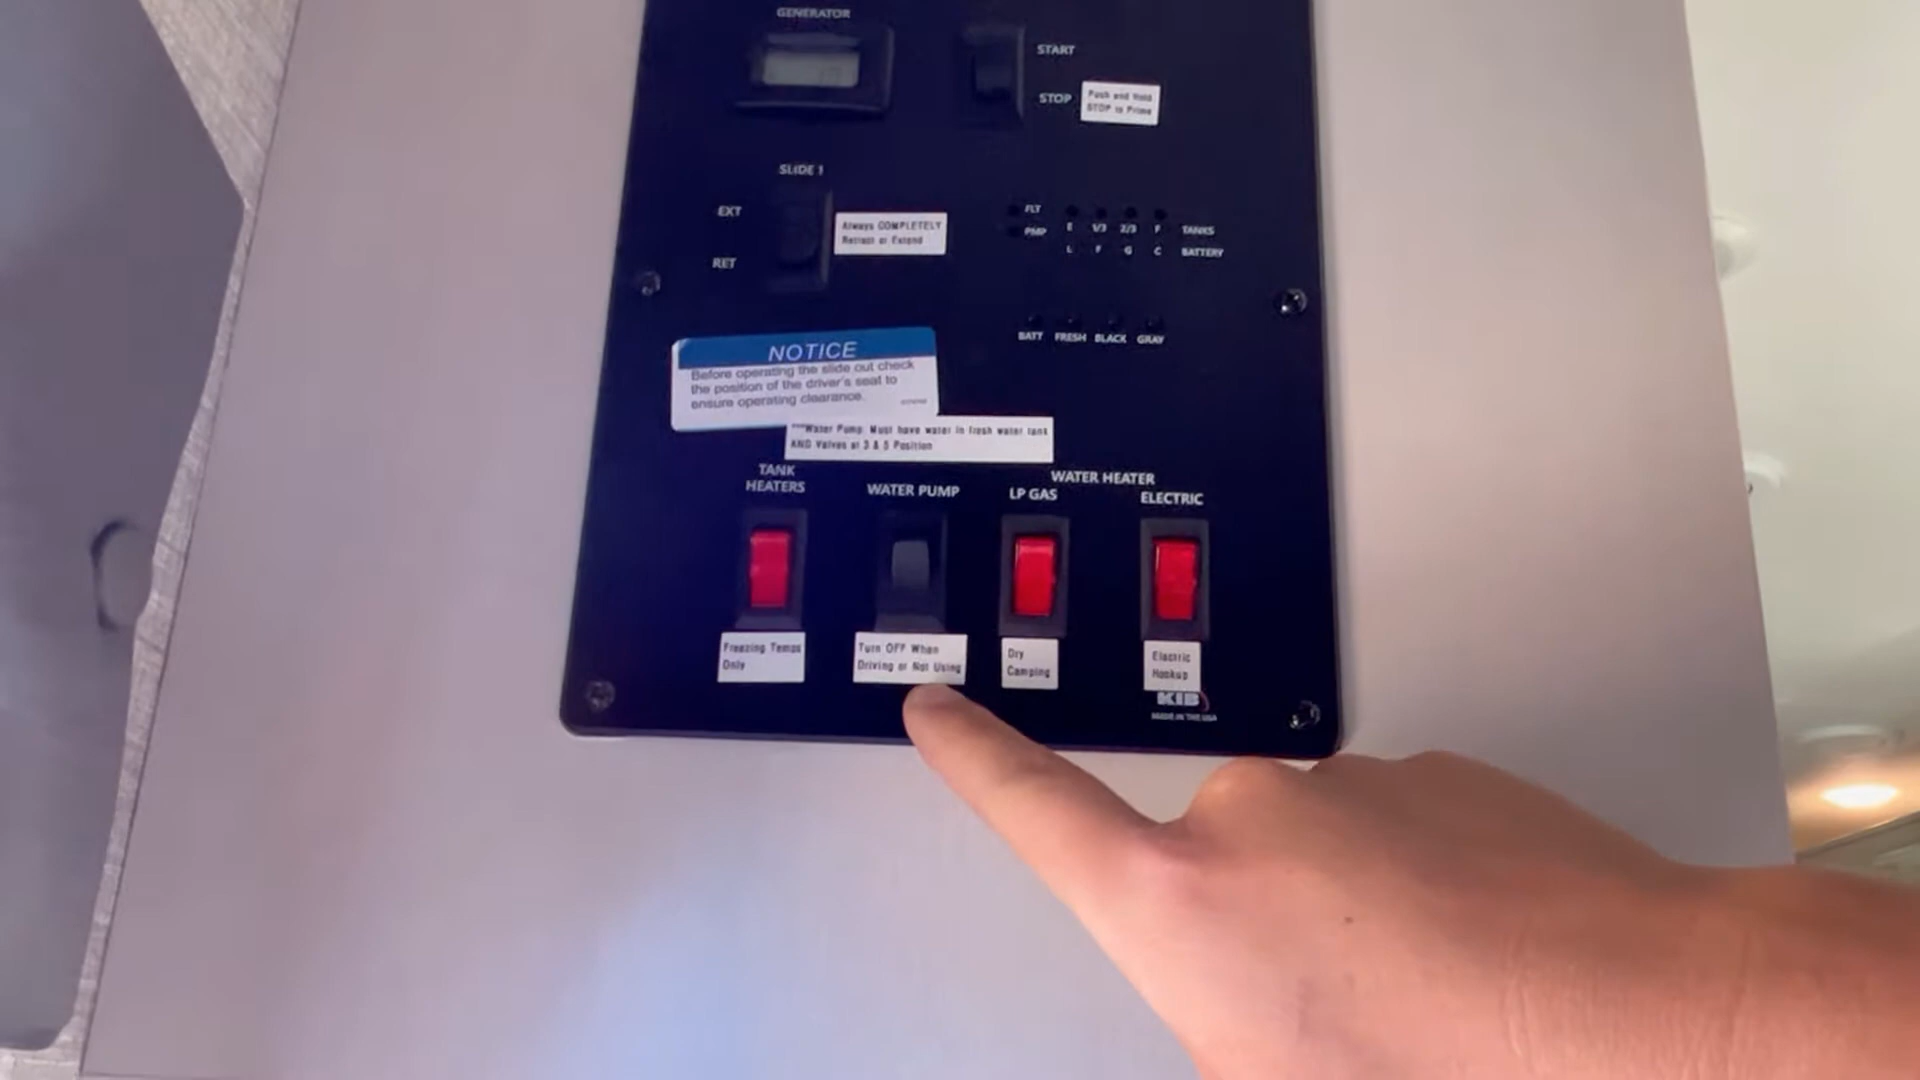 GENERATOR
START
STOP
Push and Hold
STOP to Prime
SLIDE 1
EXT
RET
Always COMPLETELY
Retract or Extend
FLT
PMP
E 1/3 2/3 F TANKS
L F G C BATTERY
BATT FRESH BLACK GRAY
NOTICE
Before operating the slide out check
the position of the driver's seat to
ensure operating clearance.
***Water Pump: Must have water in fresh water tank
AND Valves at 3 & 5 Position
TANK
HEATERS
WATER PUMP
WATER HEATER
LP GAS
ELECTRIC
Freezing Temps
Only
Turn OFF When
Driving or Not Using
Dry
Camping
Electric
Hookup
KIB
MADE IN THE USA